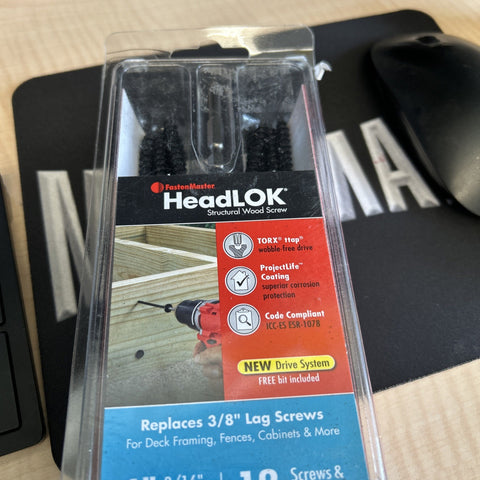 FastenMaster
HeadLOK®
Structural Wood Screw
TORX® ttap®
wobble-free drive
ProjectLife™
Coating
superior corrosion
protection
Code Compliant
ICC-ES ESR-1078
NEW Drive System
FREE bit included
Replaces 3/8" Lag Screws
For Deck Framing, Fences, Cabinets & More
Screws &
MA